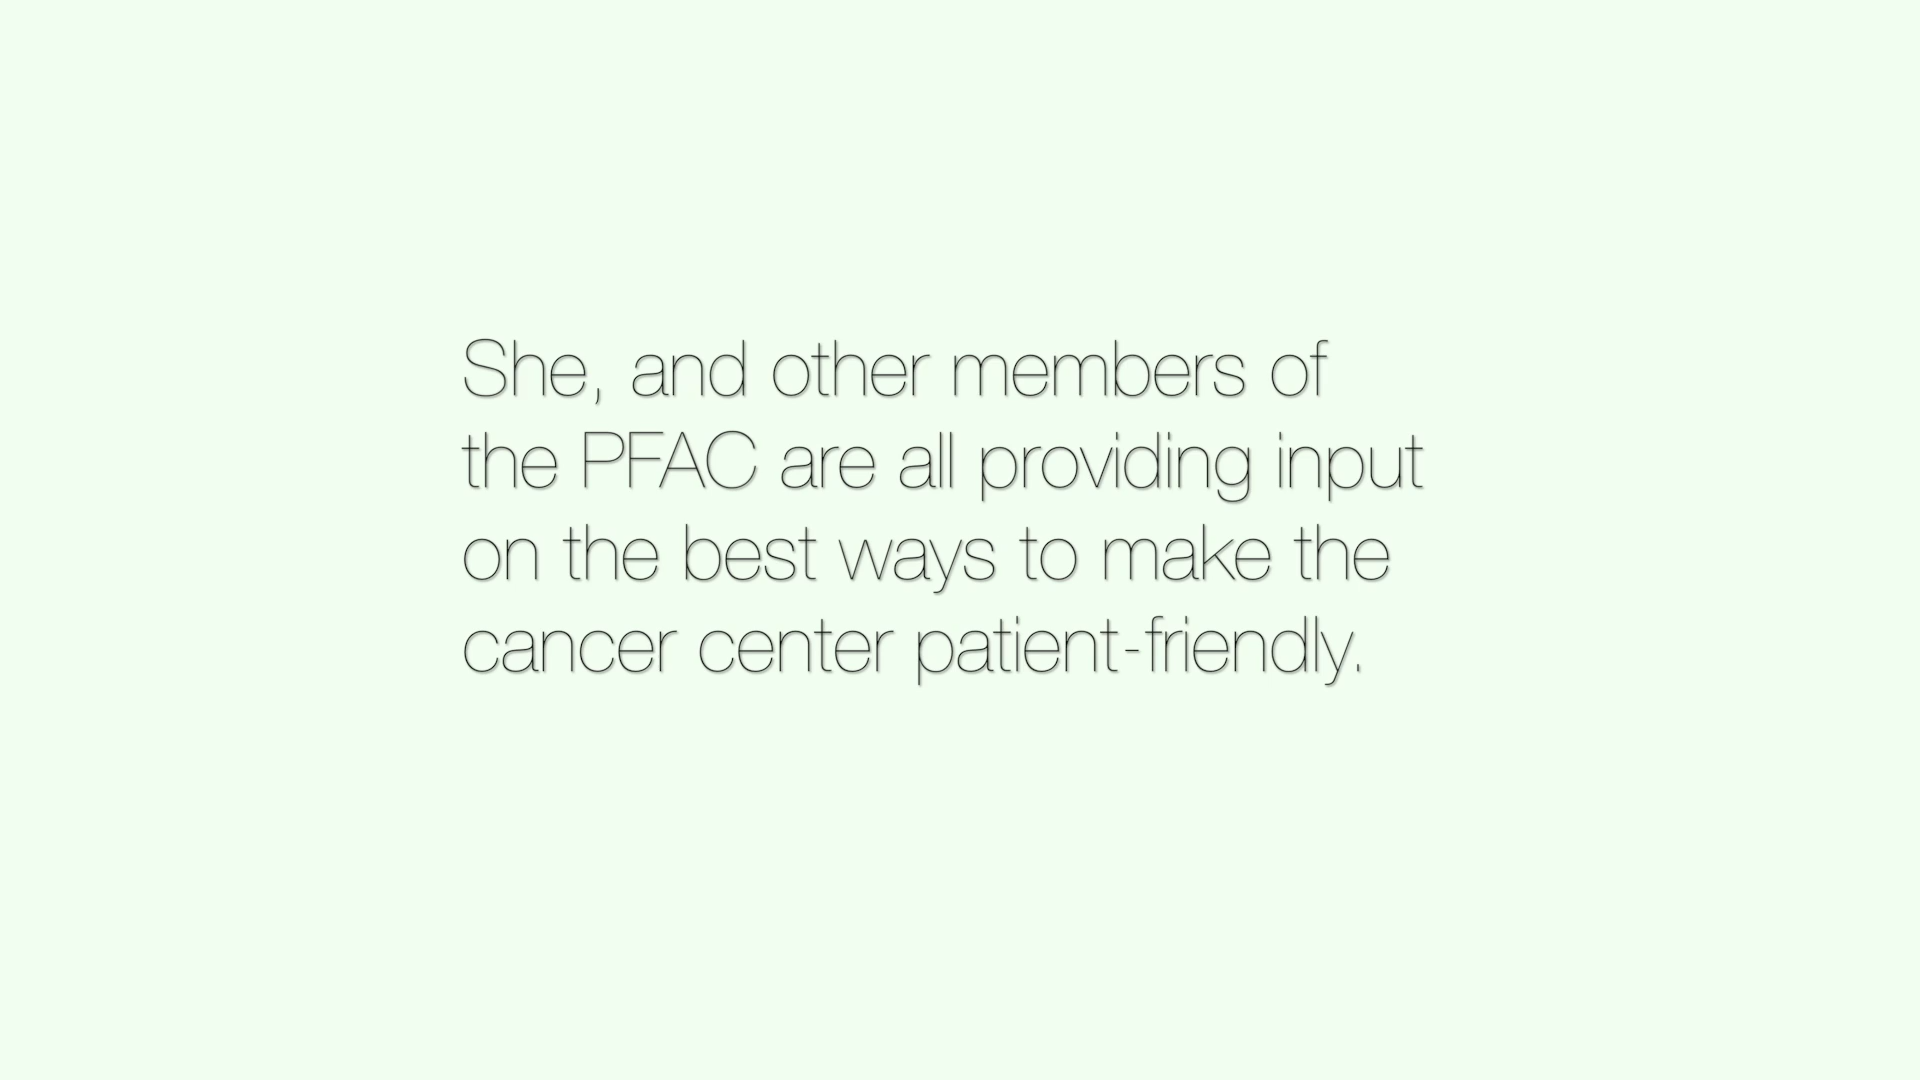 She, and other members of
the PFAC are all providing input
on the best ways to make the
cancer center patient-friendly.